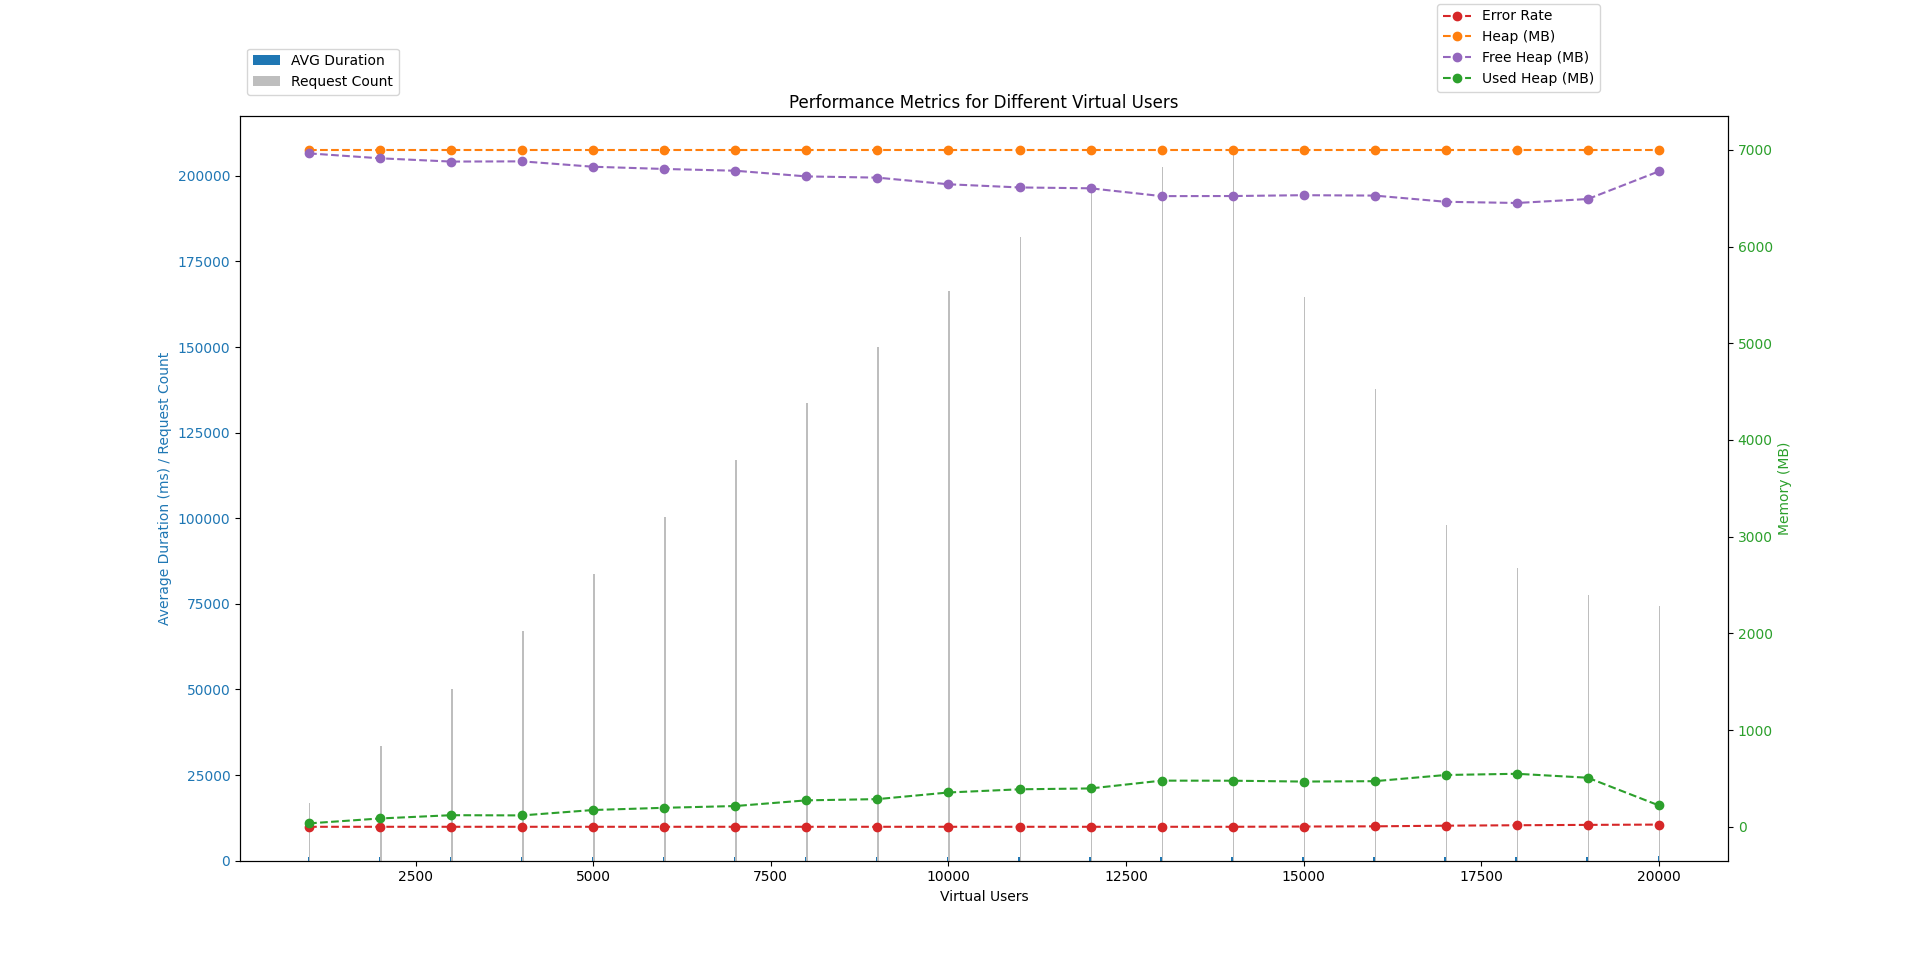 Error Rate
Heap (MB)
Free Heap (MB)
Used Heap (MB)
AVG Duration
Request Count
Performance Metrics for Different Virtual Users
Average Duration (ms) / Request Count
200000
175000
150000
125000
100000
75000
50000
25000
0
7000
6000
5000
4000
3000
2000
1000
0
Memory (MB)
2500 5000 7500 10000 12500 15000 17500 20000
Virtual Users